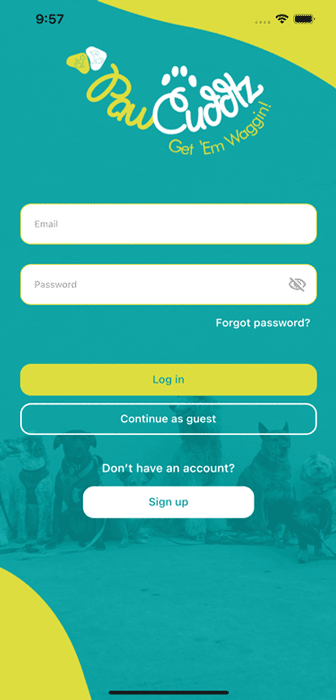 9:57
PawCuddlz
Get 'Em Waggin!
Email
Password
Forgot password?
Log in
Continue as guest
Don't have an account?
Sign up